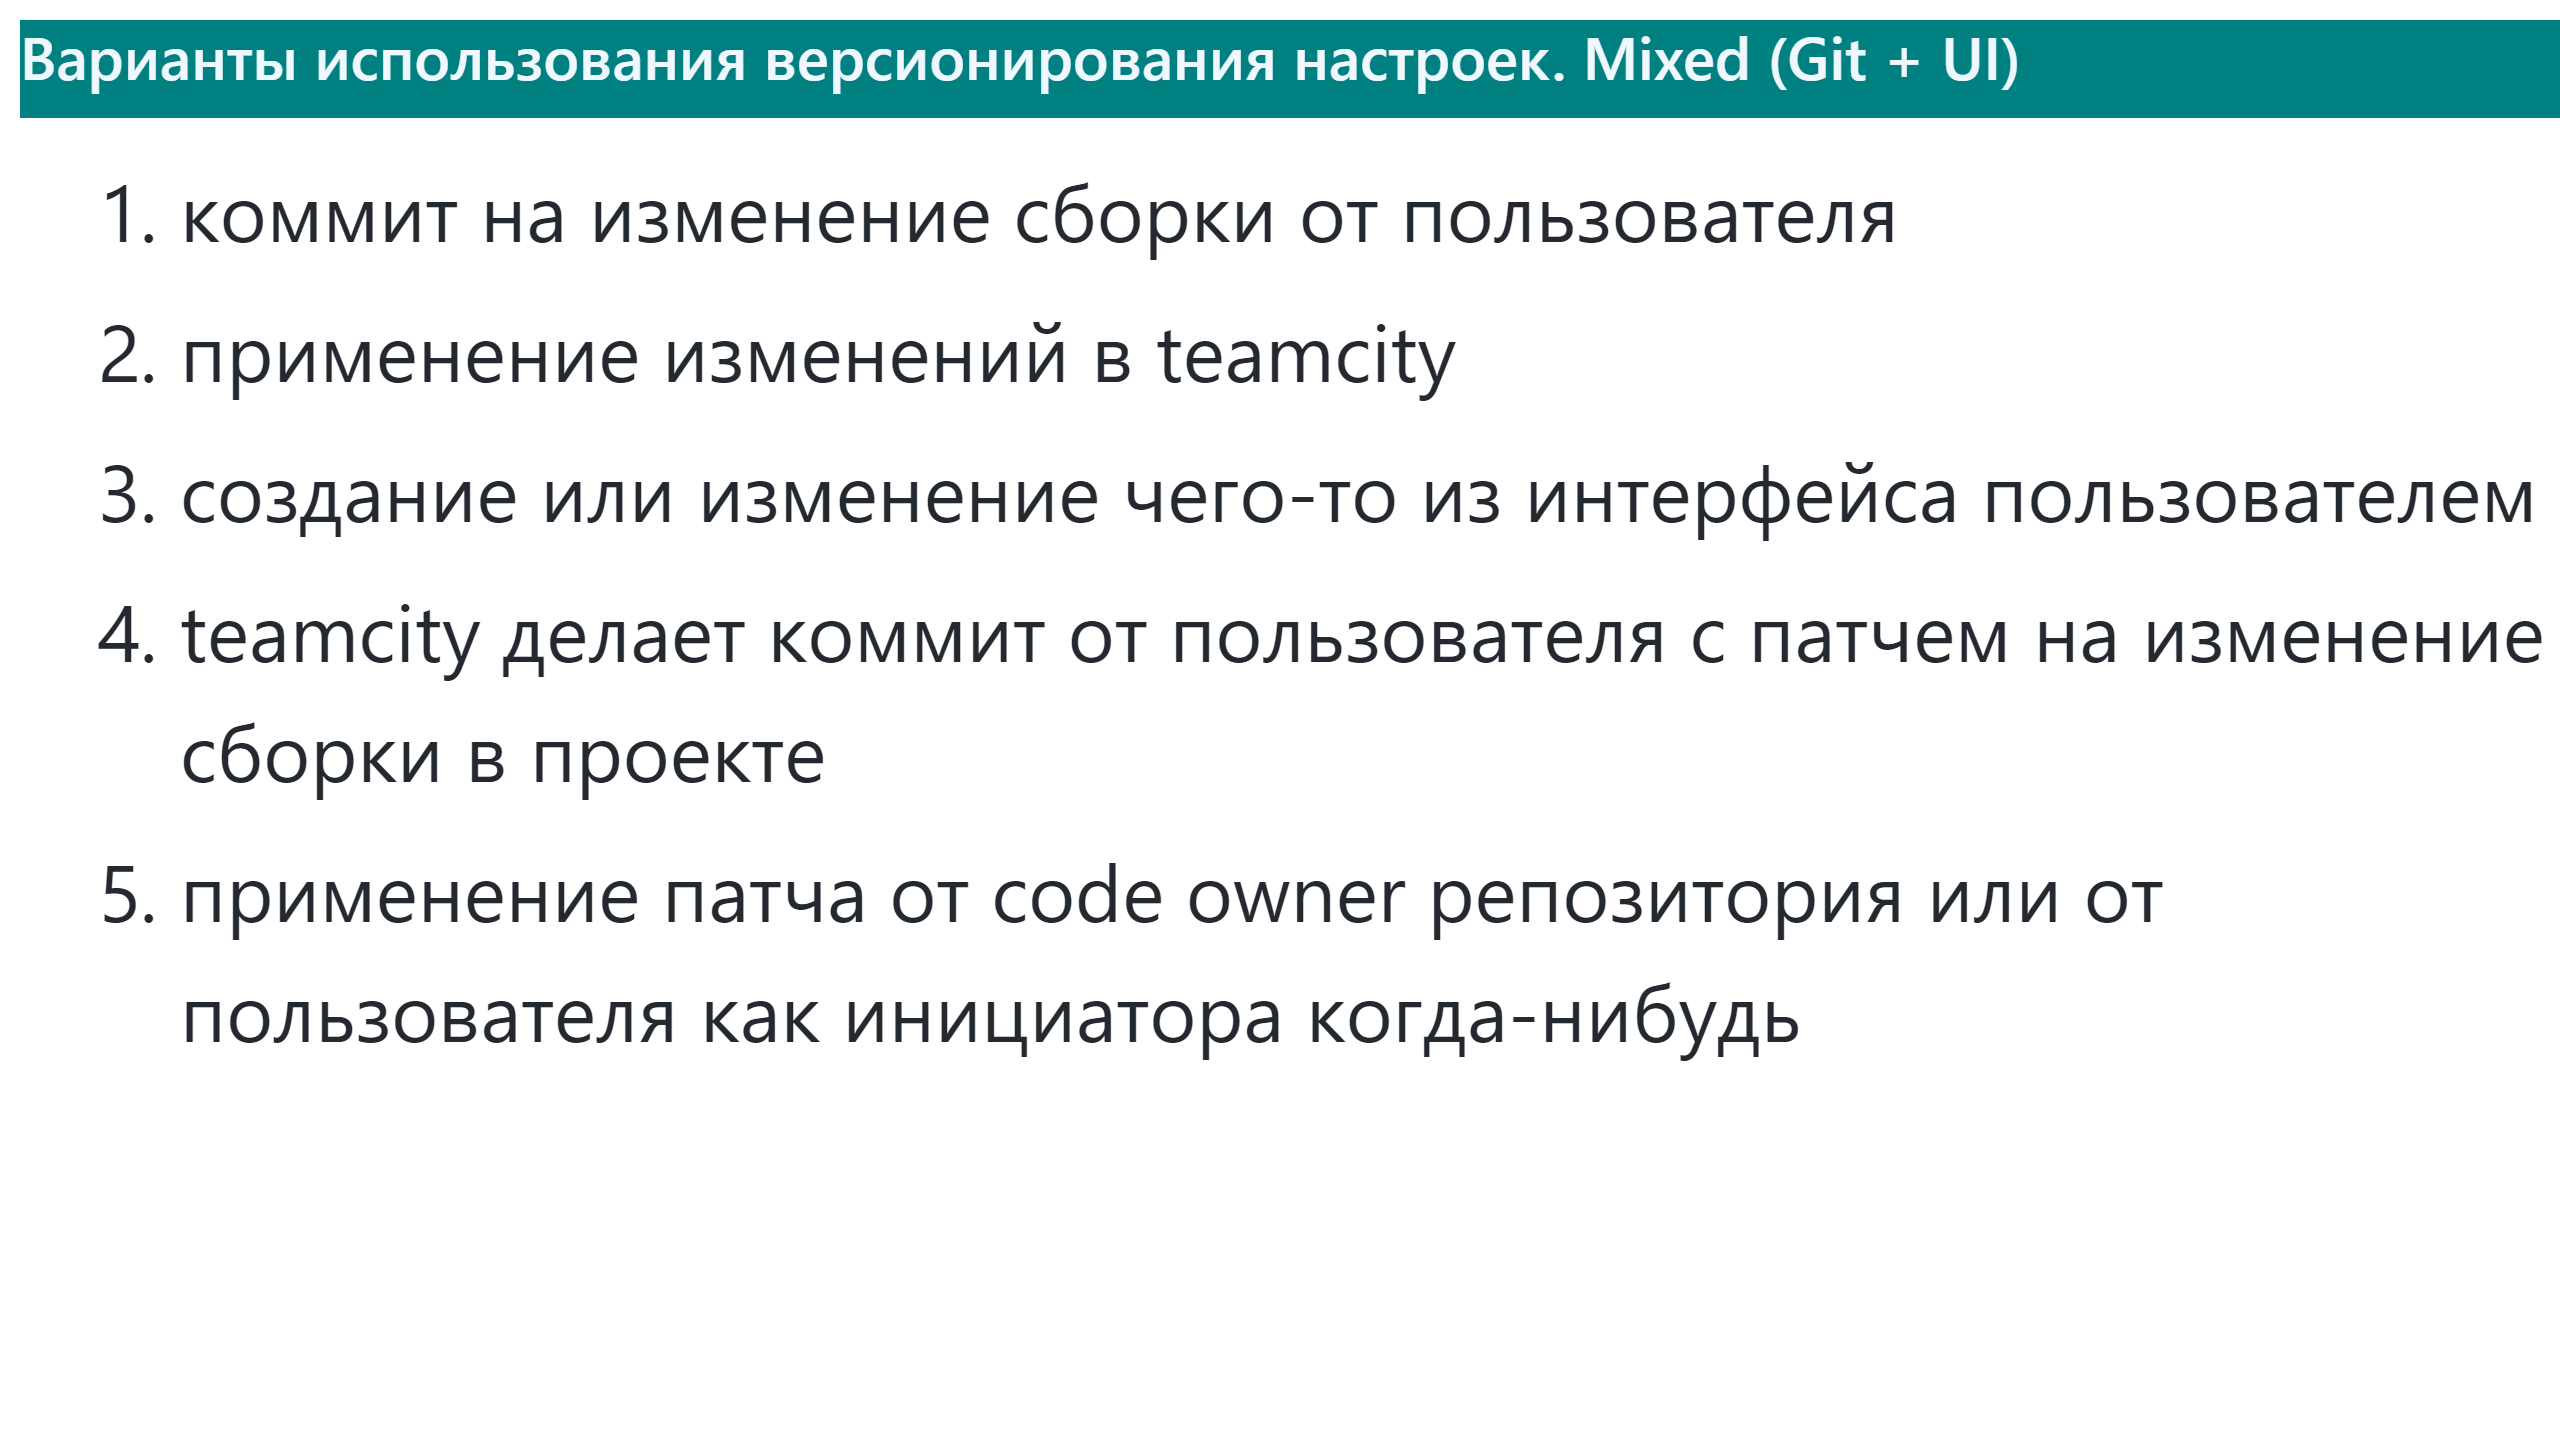 Варианты использования версионирования настроек. Mixed (Git + UI)
1. коммит на изменение сборки от пользователя
2. применение изменений в teamcity
3. создание или изменение чего-то из интерфейса пользователем
4. teamcity делает коммит от пользователя с патчем на изменение
сборки в проекте
5. применение патча от code owner репозитория или от
пользователя как инициатора когда-нибудь